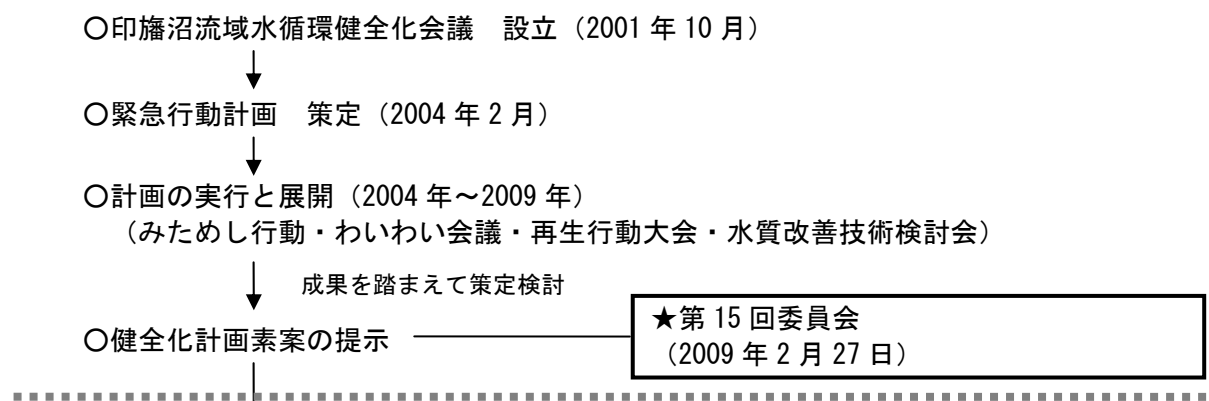 〇印旛沼流域水循環健全化会議　設立（2001 年 10 月）
〇緊急行動計画　策定（2004 年 2 月）
〇計画の実行と展開（2004 年～2009 年）
（みためし行動・わいわい会議・再生行動大会・水質改善技術検討会）
成果を踏まえて策定検討
〇健全化計画素案の提示
★第 15 回委員会
（2009 年 2 月 27 日）